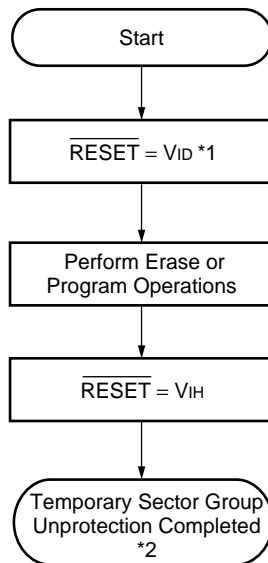 Start
RESET = VID *1
Perform Erase or
Program Operations
RESET = VIH
Temporary Sector Group
Unprotection Completed
*2